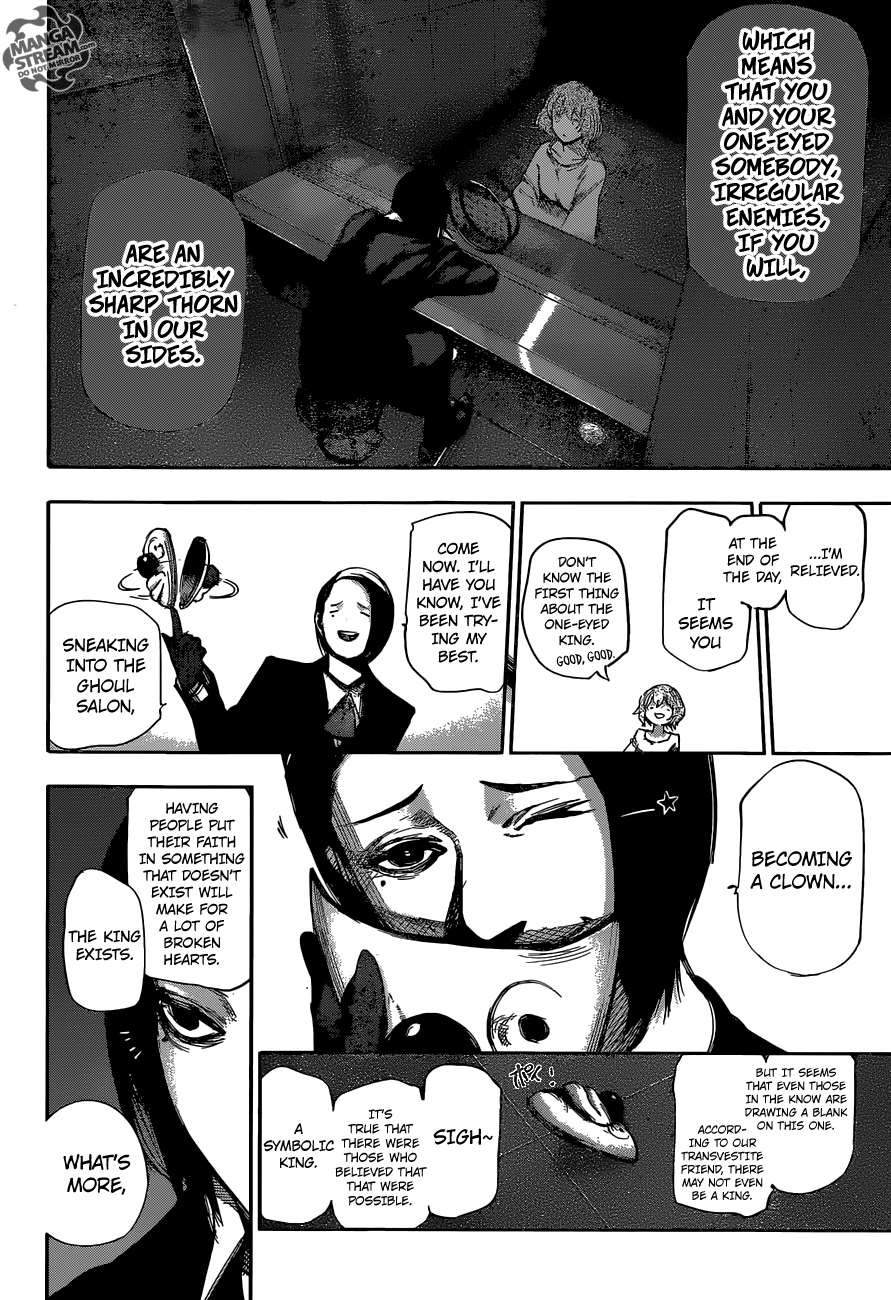 MANGA
STREAM.com
DO NOT MIRROR
WHICH
MEANS
THAT YOU
AND YOUR
ONE-EYED
SOMEBODY,
IRREGULAR
ENEMIES,
IF YOU
WILL,
ARE AN
INCREDIBLY
SHARP THORN
IN OUR
SIDES.
...I'M
RELIEVED.
AT THE
END OF
THE DAY,
IT
SEEMS
YOU
DON'T
KNOW THE
FIRST THING
ABOUT THE
ONE-EYED
KING.
GOOD, GOOD.
COME
NOW. I'LL
HAVE YOU
KNOW, I'VE
BEEN TRY-
ING MY
BEST.
SNEAKING
INTO THE
GHOUL
SALON,
BECOMING
A CLOWN...
BUT IT SEEMS
THAT EVEN THOSE
IN THE KNOW ARE
DRAWING A BLANK
ON THIS ONE.
ACCORD-
ING TO OUR
TRANSVESTITE
FRIEND, THERE
MAY NOT EVEN
BE A KING.
ポイ!
SIGH~
IT'S
TRUE THAT
THERE WERE
THOSE WHO
BELIEVED THAT
THAT WERE
POSSIBLE.
A
SYMBOLIC
KING.
HAVING
PEOPLE PUT
THEIR FAITH
IN SOMETHING
THAT DOESN'T
EXIST WILL
MAKE FOR
A LOT OF
BROKEN
HEARTS.
THE KING
EXISTS.
WHAT'S
MORE,